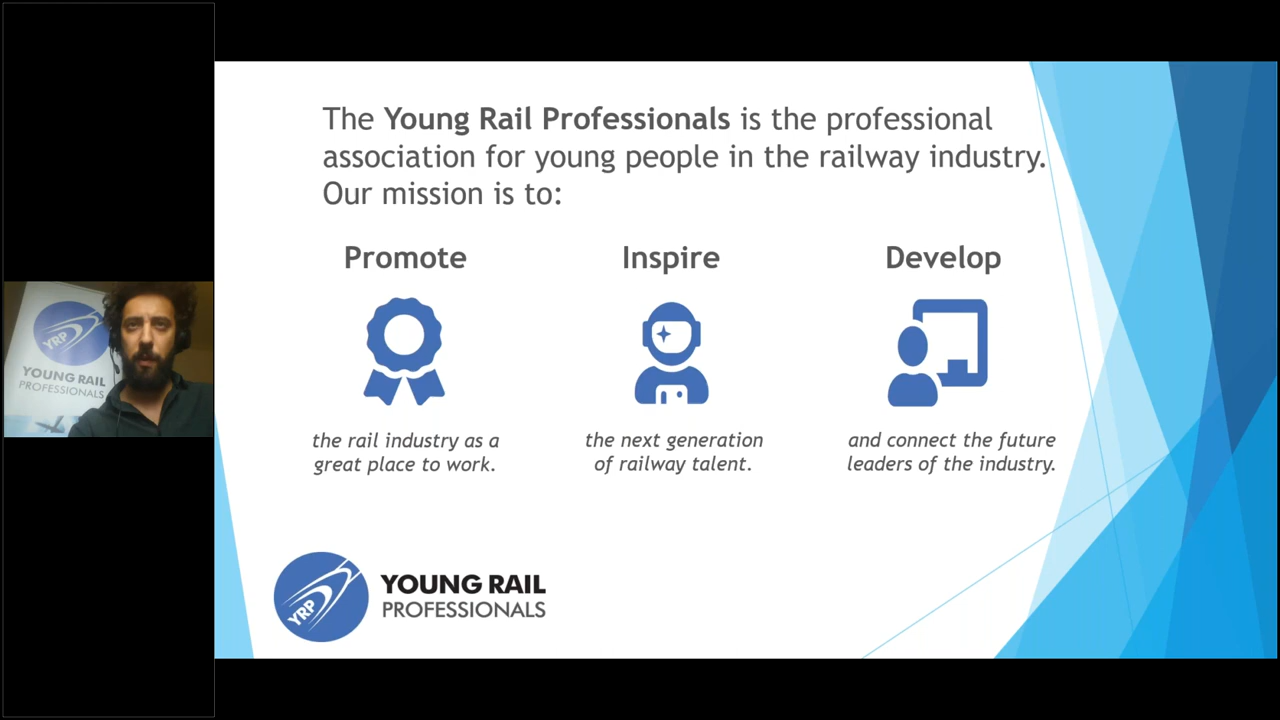 The Young Rail Professionals is the professional
association for young people in the railway industry.
Our mission is to:
Promote
Inspire
Develop
the rail industry as a
great place to work.
the next generation
of railway talent.
and connect the future
leaders of the industry.
YRP
YOUNG RAIL
PROFESSIONALS
YRP
YOUNG RAIL
PROFESSIONALS